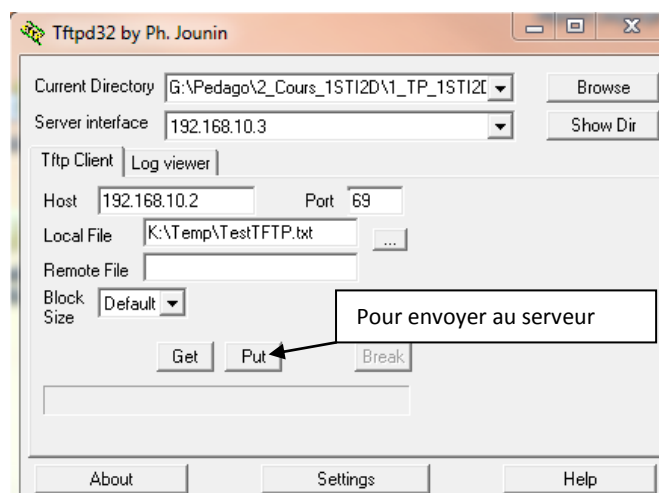 Tftpd32 by Ph. Jounin
Current Directory G:\Pedago\2_Cours_1STI2D\1_TP_1STI2D Browse
Server interface 192.168.10.3 Show Dir
Tftp Client Log viewer
Host 192.168.10.2 Port 69
Local File K:\Temp\TestTFTP.txt ...
Remote File
Block Size Default
Pour envoyer au serveur
Get Put Break
About Settings Help